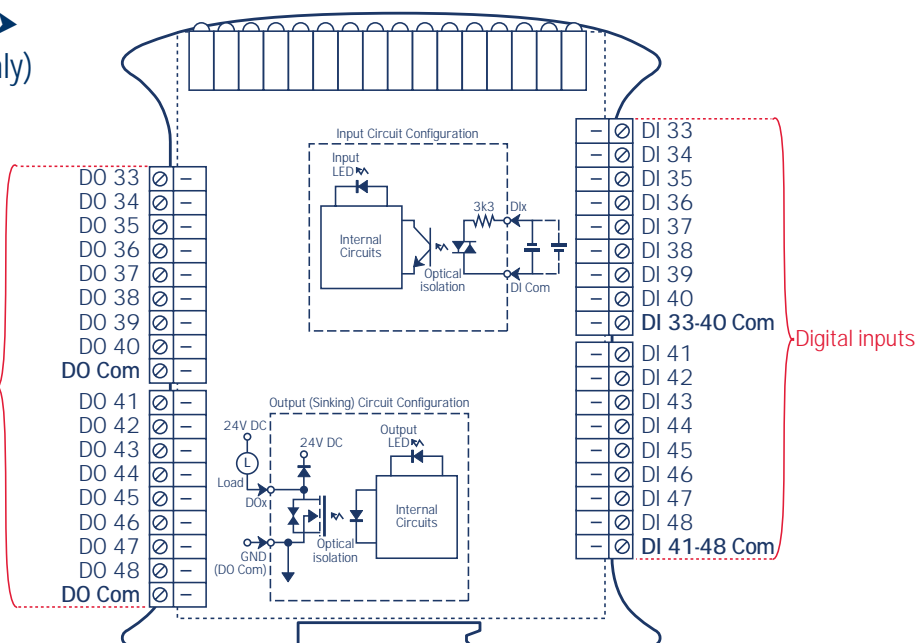 ly)
DO 33
DO 34
DO 35
DO 36
DO 37
DO 38
DO 39
DO 40
DO Com
DO 41
DO 42
DO 43
DO 44
DO 45
DO 46
DO 47
DO 48
DO Com
Input Circuit Configuration
Input
LED
Internal
Circuits
3k3
DIx
Optical
isolation
DI Com
Output (Sinking) Circuit Configuration
24V DC
24V DC
Output
LED
L
Load
DOx
Internal
Circuits
Optical
isolation
GND
(DO Com)
DI 33
DI 34
DI 35
DI 36
DI 37
DI 38
DI 39
DI 40
DI 33-40 Com
DI 41
DI 42
DI 43
DI 44
DI 45
DI 46
DI 47
DI 48
DI 41-48 Com
Digital inputs